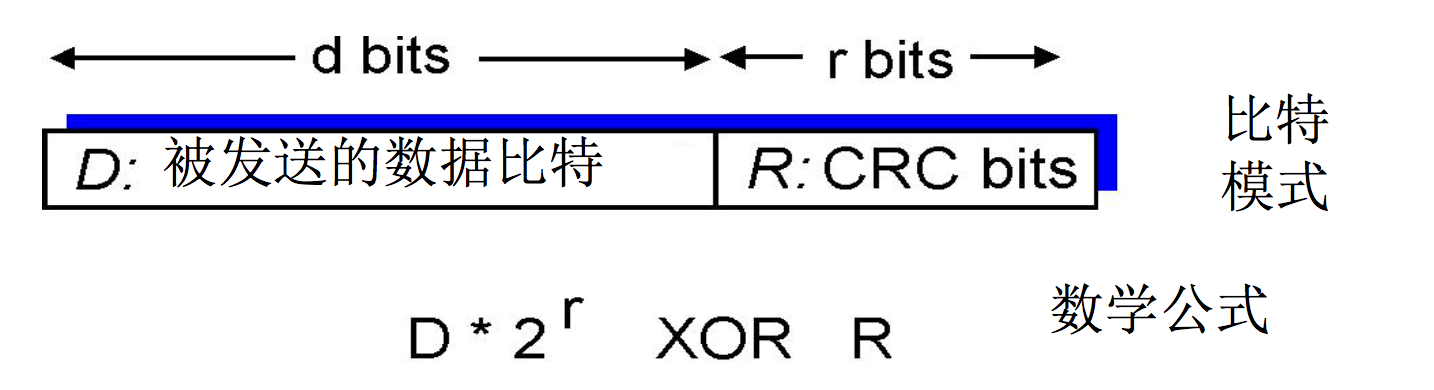 d bits r bits
D: 被发送的数据比特 R: CRC bits
比特
模式
D * 2^r XOR R
数学公式